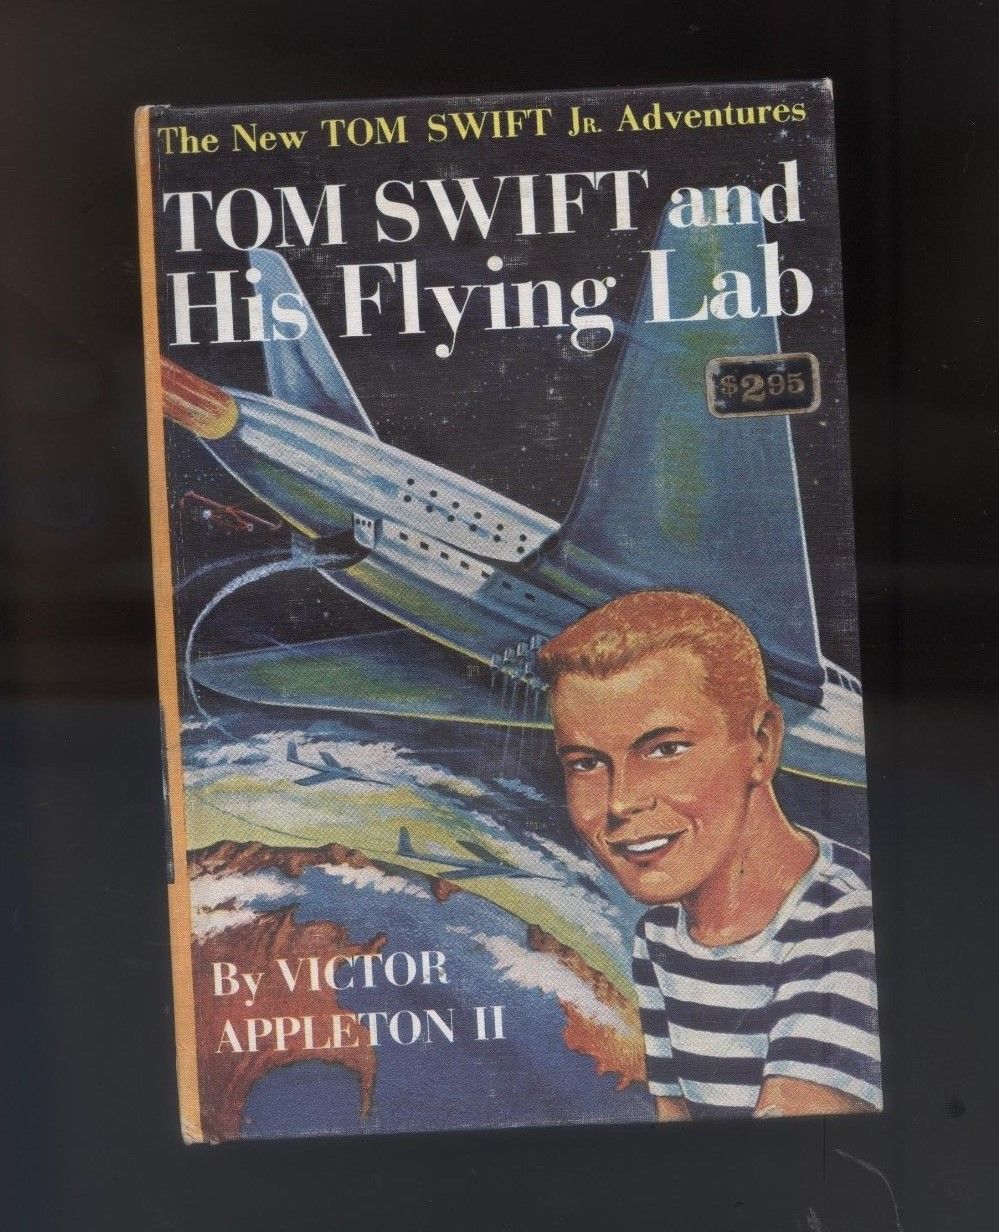 The New TOM SWIFT JR. Adventures
TOM SWIFT and
His Flying Lab
$2.95
By VICTOR
APPLETON II